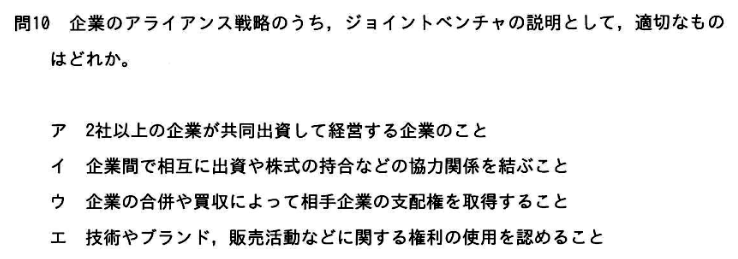 問10 企業のアライアンス戦略のうち，ジョイントベンチャの説明として，適切なもの
はどれか。
ア 2社以上の企業が共同出資して経営する企業のこと
イ 企業間で相互に出資や株式の持合などの協力関係を結ぶこと
ウ 企業の合併や買収によって相手企業の支配権を取得すること
エ 技術やブランド，販売活動などに関する権利の使用を認めること